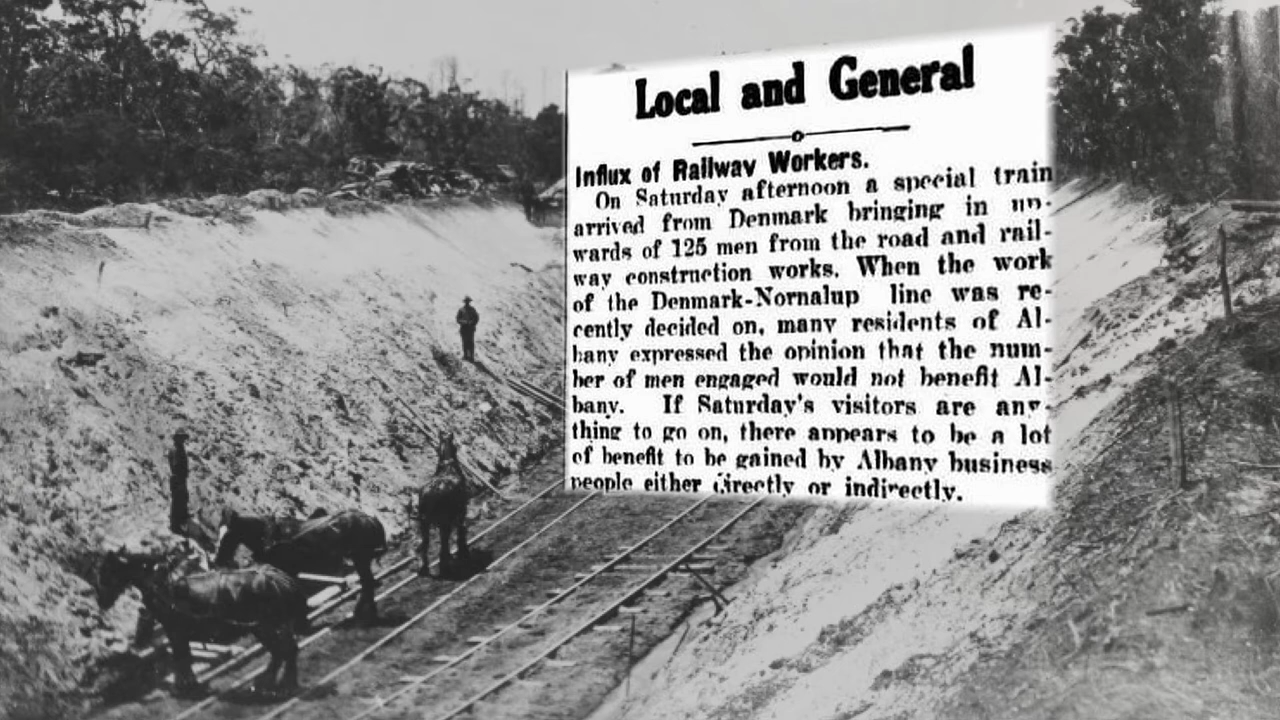 Local and General
Influx of Railway Workers.
On Saturday afternoon a special train
arrived from Denmark bringing in up-
wards of 125 men from the road and rail-
way construction works. When the work
of the Denmark-Nornalup line was re-
cently decided on, many residents of Al-
bany expressed the opinion that the num-
ber of men engaged would not benefit Al-
bany. If Saturday's visitors are any-
thing to go on, there appears to be a lot
of benefit to be gained by Albany business
people either directly or indirectly.